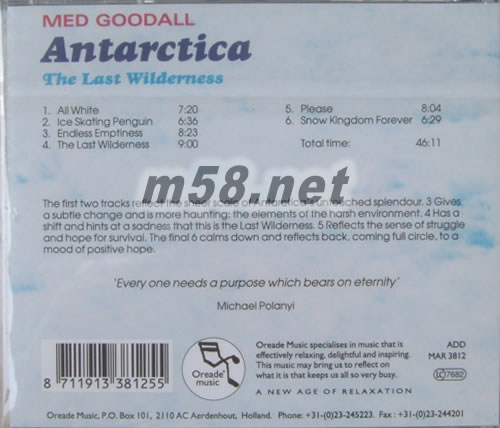 MED GOODALL
Antarctica
The Last Wilderness
1. All White 7:20
2. Ice Skating Penguin 6:36
3. Endless Emptiness 8:23
4. The Last Wilderness 9:00
5. Please 8:04
6. Snow Kingdom Forever 6:29
Total time: 46:11
m58.net
The first two tracks reflect the sheer scale of Antarctica's untouched splendour. 3 Gives
a subtle change and is more haunting: the elements of the harsh environment. 4 Has a
shift and hints at a sadness that this is the Last Wilderness. 5 Reflects the sense of struggle
and hope for survival. The final 6 calms down and reflects back, coming full circle, to a
mood of positive hope.
'Every one needs a purpose which bears on eternity'
Michael Polanyi
8 711913 381255
Oreade
music
Oreade Music specialises in music that is
effectively relaxing, delightful and inspiring.
This music may bring us to reflect on
what it is that keeps us all so very busy.
A NEW AGE OF RELAXATION
ADD
MAR 3812
LC 7682
Oreade Music, P.O. Box 101, 2110 AC Aerdenhout, Holland. Phone: +31-(0)23-245223. Fax : +31-(0)23-244201